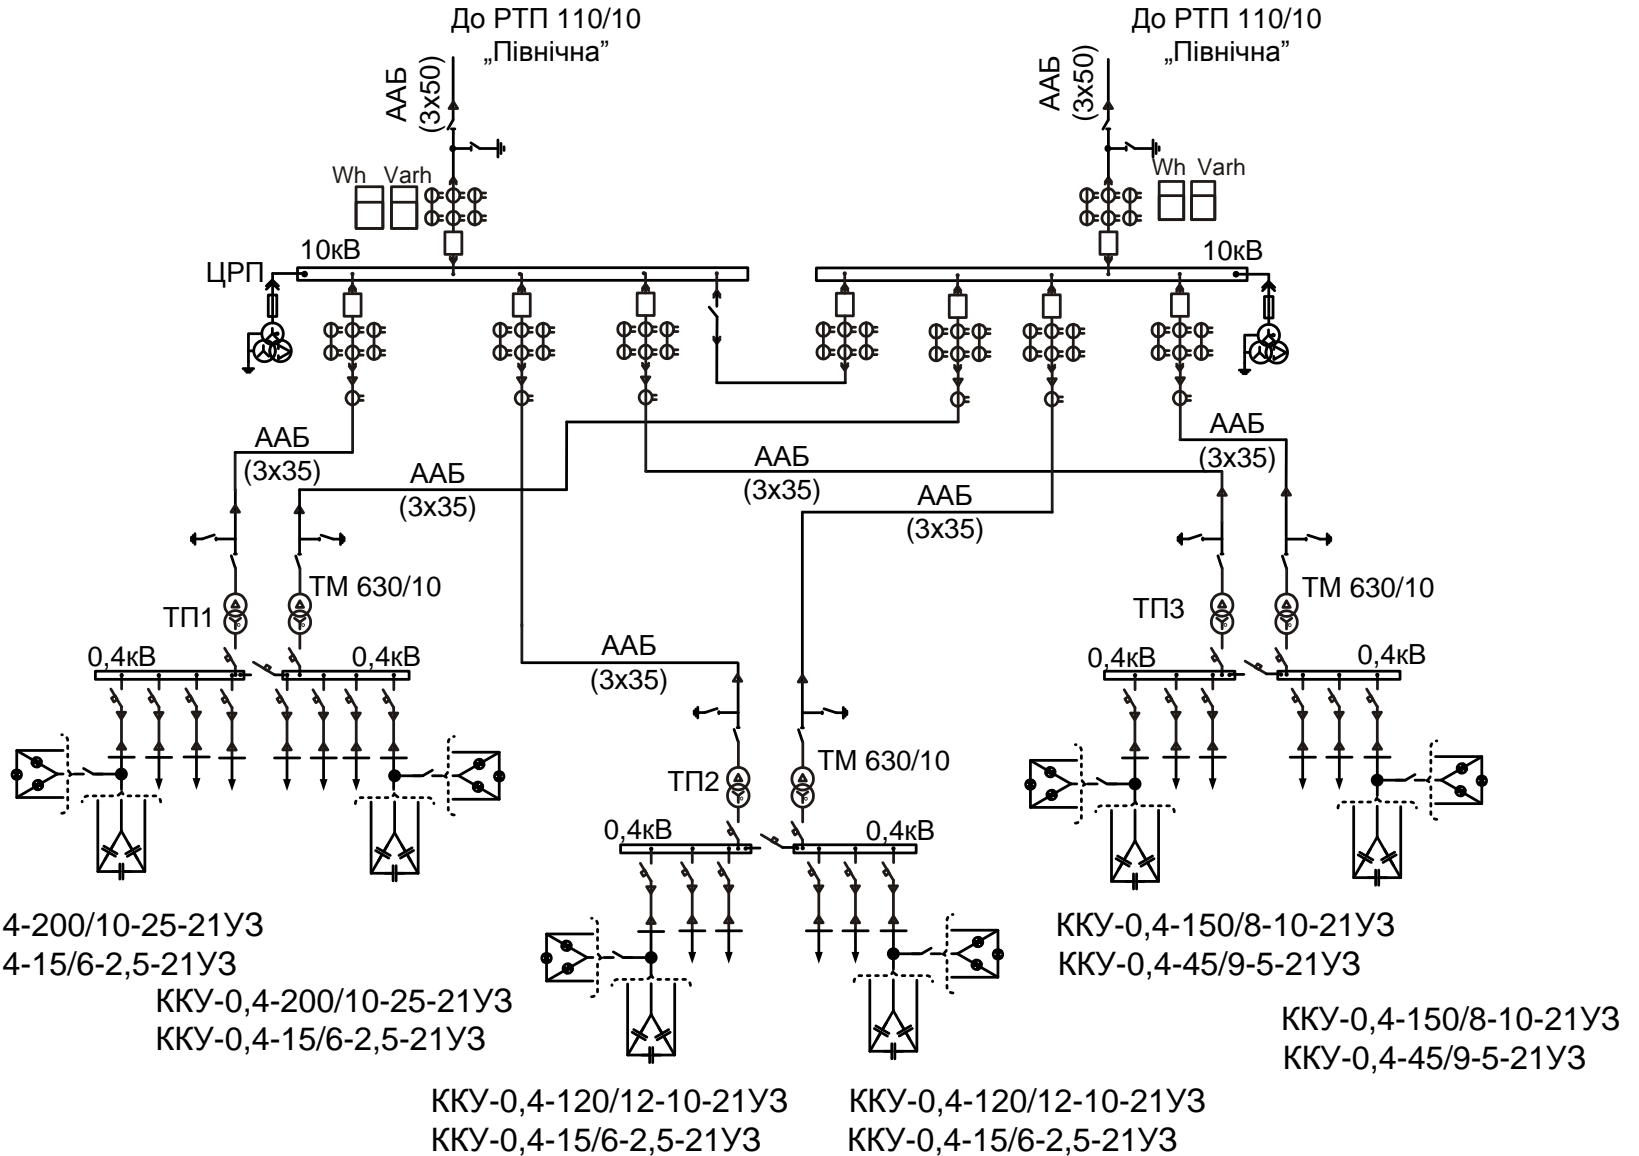 До РТП 110/10
„Північна”
До РТП 110/10
„Північна”
ААБ
(3х50)
ААБ
(3х50)
Wh Varh
Wh Varh
ЦРП
10кВ
10кВ
ААБ
(3х35)
ААБ
(3х35)
ААБ
(3х35)
ААБ
(3х35)
ААБ
(3х35)
ТП1
ТМ 630/10
ТП3
ТМ 630/10
0,4кВ
0,4кВ
ААБ
(3х35)
0,4кВ
0,4кВ
ТП2
ТМ 630/10
0,4кВ
0,4кВ
4-200/10-25-21УЗ
4-15/6-2,5-21УЗ
ККУ-0,4-200/10-25-21УЗ
ККУ-0,4-15/6-2,5-21УЗ
ККУ-0,4-150/8-10-21УЗ
ККУ-0,4-45/9-5-21УЗ
ККУ-0,4-150/8-10-21УЗ
ККУ-0,4-45/9-5-21УЗ
ККУ-0,4-120/12-10-21УЗ
ККУ-0,4-15/6-2,5-21УЗ
ККУ-0,4-120/12-10-21УЗ
ККУ-0,4-15/6-2,5-21УЗ